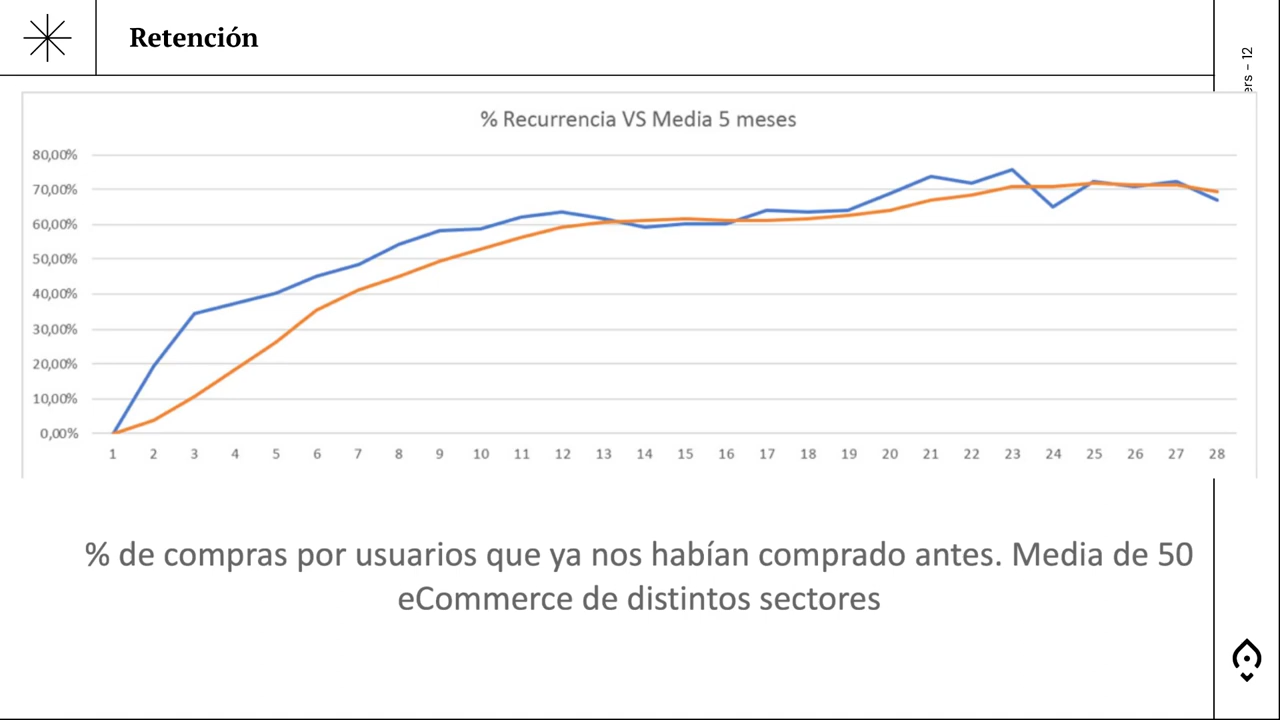 Retención
ers – 12
% Recurrencia VS Media 5 meses
80,00%
70,00%
60,00%
50,00%
40,00%
30,00%
20,00%
10,00%
0,00%
1 2 3 4 5 6 7 8 9 10 11 12 13 14 15 16 17 18 19 20 21 22 23 24 25 26 27 28
% de compras por usuarios que ya nos habían comprado antes. Media de 50
eCommerce de distintos sectores